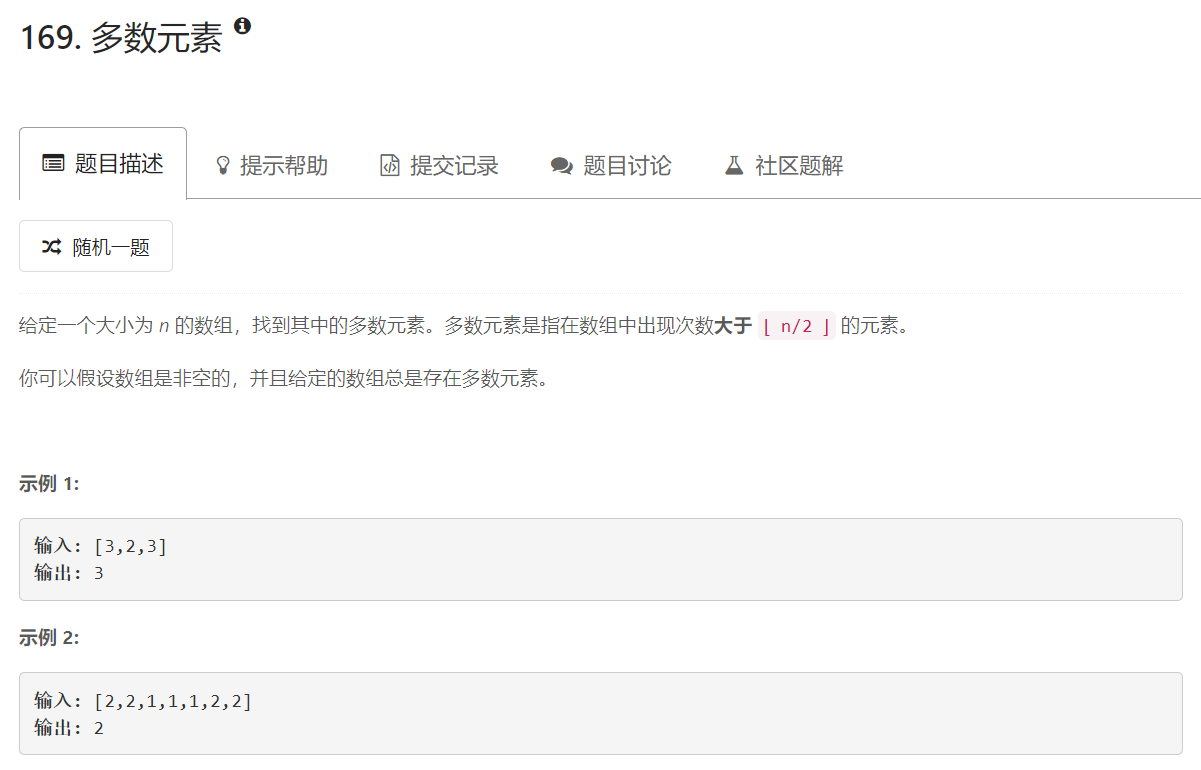 169. 多数元素
题目描述 提示帮助 提交记录 题目讨论 社区题解
随机一题
给定一个大小为 n 的数组，找到其中的多数元素。多数元素是指在数组中出现次数大于 ⌊ n/2 ⌋ 的元素。
你可以假设数组是非空的，并且给定的数组总是存在多数元素。
示例 1:
输入: [3,2,3]
输出: 3
示例 2:
输入: [2,2,1,1,1,2,2]
输出: 2